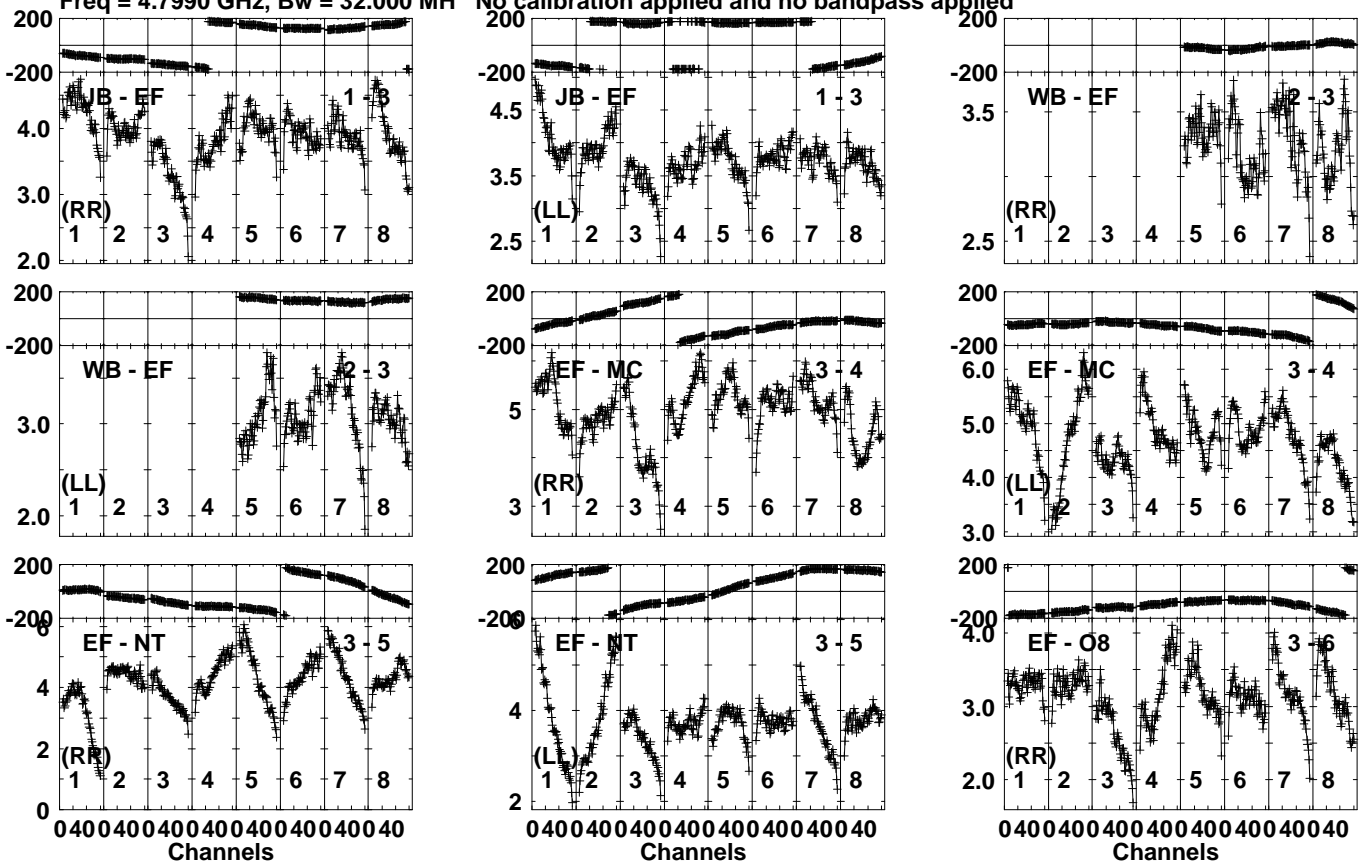 Freq = 4.7990 GHz, Bw = 32.000 MH No calibration applied and no bandpass applied
200
-200
JB - EF 1 - 3
4.0
3.0
2.0
(RR)
1 2 3 4 5 6 7 8
200
-200
JB - EF 1 - 3
4.5
3.5
2.5
(LL)
1 2 3 4 5 6 7 8
200
-200
WB - EF 2 - 3
3.5
2.5
(RR)
1 2 3 4 5 6 7 8
200
-200
WB - EF 2 - 3
3.0
2.0
(LL)
1 2 3 4 5 6 7 8
200
-200
EF - MC 3 - 4
5
3
(RR)
1 2 3 4 5 6 7 8
200
-200
EF - MC 3 - 4
6.0
5.0
4.0
3.0
(LL)
1 2 3 4 5 6 7 8
200
-200
EF - NT 3 - 5
6
4
2
0
(RR)
1 2 3 4 5 6 7 8
0 40 0 40 0 40 0 40 0 40 0 40 0 40 0 40
Channels
200
-200
EF - NT 3 - 5
6
4
2
(LL)
1 2 3 4 5 6 7 8
0 40 0 40 0 40 0 40 0 40 0 40 0 40 0 40
Channels
200
-200
EF - O8 3 - 6
4.0
3.0
2.0
(RR)
1 2 3 4 5 6 7 8
0 40 0 40 0 40 0 40 0 40 0 40 0 40 0 40
Channels